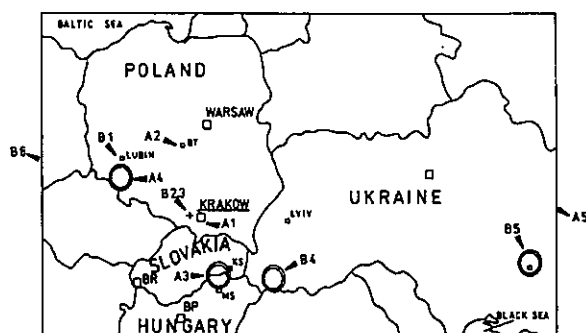 BALTIC SEA
POLAND
WARSAW
B1 A2 BT
B6 LUBIN
A4
B23 KRAKOW
UKRAINE
A1 LVIV A5
SLOVAKIA
B5
A3 KS B4
BR MS
BP
HUNGARY
BLACK SEA